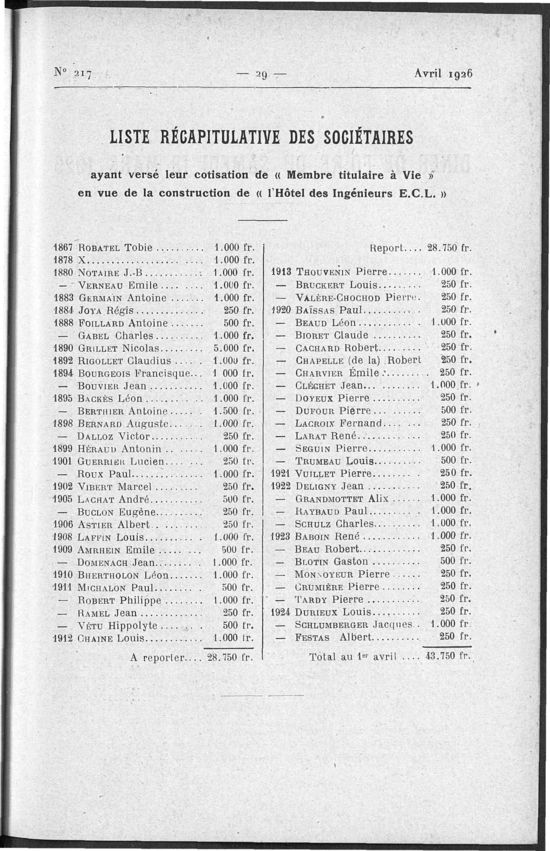 N° 217 — 29 — Avril 1926
LISTE RÉCAPITULATIVE DES SOCIÉTAIRES
ayant versé leur cotisation de « Membre titulaire à Vie »
en vue de la construction de « l'Hôtel des Ingénieurs E.C.L. »
1867 ROBATEL Tobie .......... 1.000 fr.
1878 X.................... .... 1.000 fr.
1880 NOTAIRE J.-B ............ 1.000 fr.
— VERNEAU Emile .... .... 1.000 fr.
1883 GERMAIN Antoine ....... 1.000 fr.
1884 JOYA Régis.............. 250 fr.
1888 FOILLARD Antoine ....... 500 fr.
— GABEL Charles.......... 1.000 fr.
1890 GRILLET Nicolas......... 5.000 fr.
1892 RIGOLLET Claudius ..... 1.000 fr.
1894 BOURGEOIS Francisque... 1 000 fr.
— BOUVIER Jean .......... 1.000 fr.
1895 BACKÈS Léon ........... 1.000 fr.
— BERTHIER Antoine ...... 1.500 fr.
1898 BERNARD Auguste....... 1.000 fr.
— DALLOZ Victor........... 250 fr.
1899 HÉRAUD Antonin .. ..... 1.000 fr.
1901 GUERRIER Lucien....... 250 fr.
— ROUX Paul.............. 1.000 fr.
1902 VIBERT Marcel ......... 250 fr.
1905 LACHAT André.......... 500 fr.
— BUCLON Eugène......... 250 fr.
1906 ASTIER Albert . ........ 250 fr.
1908 LAFFIN Louis........... 1.000 fr.
1909 AMRHEIN Emile ..... ... 500 fr.
— DOMENACH Jean......... 1.000 fr.
1910 BHERTHOLON Léon...... 1.000 fr.
1911 MICHALON Paul......... 500 fr.
— ROBERT Philippe ....... 1.000 fr.
— RAMEL Jean ........... 250 fr.
— VÉTU Hippolyte ........ 500 fr.
1912 CHAINE Louis........... 1.000 fr.
A reporter.... 28.750 fr.
Report.... 28.750 fr.
1913 THOUVENIN Pierre....... 1.000 fr.
— BRUCKERT Louis......... 250 fr.
— VALÈRE-CHOCHOD Pierre. 250 fr.
1920 BAÏSSAS Paul........... 250 fr.
— BEAUD Léon ........... 1.000 fr.
— BIORET Claude ......... 250 fr.
— CACHARD Robert........ 250 fr.
— CHAPELLE (de la) Robert 250 fr.
— CHARVIER Émile ........ 250 fr.
— CLÉCHET Jean.. ........ 1.000 fr.
— DOYEUX Pierre ......... 250 fr.
— DUFOUR Pierre......... 500 fr.
— LACROIX Fernand ...... 250 fr.
— LARAT René............ 250 fr.
— SEGUIN Pierre.......... 1.000 fr.
— TRUMBAU Louis......... 500 fr.
1921 VUILLET Pierre......... 250 fr.
1922 DELIGNY Jean .......... 250 fr.
— GRANDMOTTET Alix ...... 1.000 fr.
— RAYBAUD Paul.......... 1.000 fr.
— SCHULZ Charles......... 1.000 fr.
1923 BABOIN René ........... 1.000 fr.
— BEAU Robert............ 250 fr.
— BLOTIN Gaston ......... 500 fr.
— MONNOYEUR Pierre ...... 250 fr.
— CRUMIÈRE Pierre........ 250 fr.
— TARDY Pierre .......... 250 fr.
1924 DURIEUX Louis.......... 250 fr.
— SCHLUMBERGER Jacques . 1.000 fr
— FESTAS Albert......... 250 fr.
Total au 1er avril .... 43.750 fr.